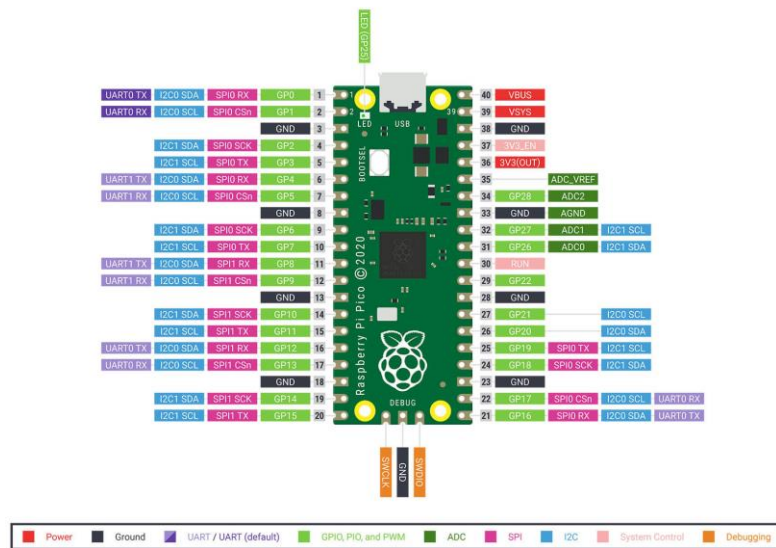 LED (GP25)
UART0 TX I2C0 SDA SPI0 RX GP0 1 1 40 VBUS
UART0 RX I2C0 SCL SPI0 CSn GP1 2 2 LED USB 39 39 VSYS
GND 3 38 GND
I2C1 SDA SPI0 SCK GP2 4 37 3V3_EN
I2C1 SCL SPI0 TX GP3 5 36 3V3(OUT)
UART1 TX I2C0 SDA SPI0 RX GP4 6 BOOTSEL 35 ADC_VREF
UART1 RX I2C0 SCL SPI0 CSn GP5 7 34 GP28 ADC2
GND 8 33 GND AGND
I2C1 SDA SPI0 SCK GP6 9 32 GP27 ADC1 I2C1 SCL
I2C1 SCL SPI0 TX GP7 10 31 GP26 ADC0 I2C1 SDA
UART1 TX I2C0 SDA SPI1 RX GP8 11 30 RUN
UART1 RX I2C0 SCL SPI1 CSn GP9 12 29 GP22
GND 13 28 GND
I2C1 SDA SPI1 SCK GP10 14 27 GP21 I2C0 SCL
I2C1 SCL SPI1 TX GP11 15 26 GP20 I2C0 SDA
UART0 TX I2C0 SDA SPI1 RX GP12 16 25 GP19 SPI0 TX I2C1 SCL
UART0 RX I2C0 SCL SPI1 CSn GP13 17 24 GP18 SPI0 SCK I2C1 SDA
GND 18 23 GND
I2C1 SDA SPI1 SCK GP14 19 22 GP17 SPI0 CSn I2C0 SCL UART0 RX
I2C1 SCL SPI1 TX GP15 20 21 GP16 SPI0 RX I2C0 SDA UART0 TX
Raspberry Pi Pico © 2020
DEBUG
SWCLK GND SWDIO
Power Ground UART / UART (default) GPIO, PIO, and PWM ADC SPI I2C System Control Debugging